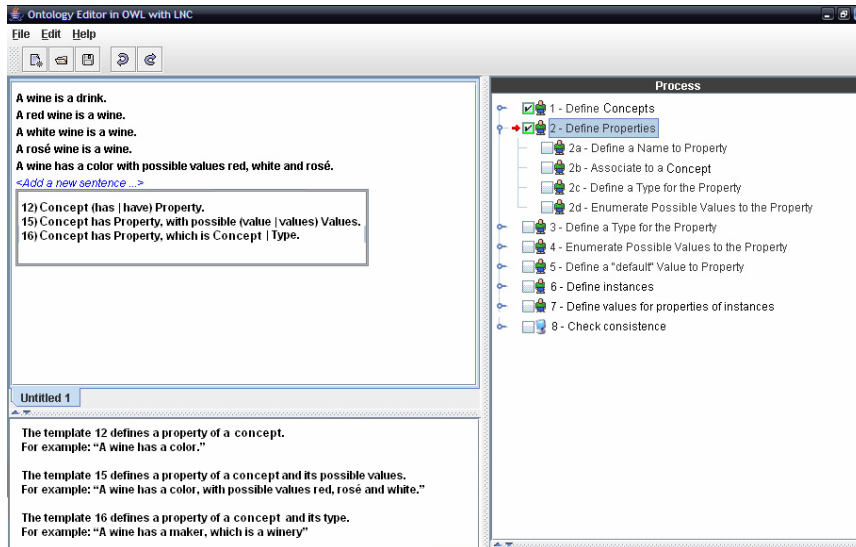 Ontology Editor in OWL with LNC
File Edit Help
A wine is a drink.
A red wine is a wine.
A white wine is a wine.
A rosé wine is a wine.
A wine has a color with possible values red, white and rosé.
<Add a new sentence ...>
12) Concept (has | have) Property.
15) Concept has Property, with possible (value | values) Values.
16) Concept has Property, which is Concept | Type.
Untitled 1
The template 12 defines a property of a concept.
For example: “A wine has a color.”
The template 15 defines a property of a concept and its possible values.
For example: “A wine has a color, with possible values red, rosé and white.”
The template 16 defines a property of a concept and its type.
For example: “A wine has a maker, which is a winery”
Process
1 - Define Concepts
2 - Define Properties
2a - Define a Name to Property
2b - Associate to a Concept
2c - Define a Type for the Property
2d - Enumerate Possible Values to the Property
3 - Define a Type for the Property
4 - Enumerate Possible Values to the Property
5 - Define a "default" Value to Property
6 - Define instances
7 - Define values for properties of instances
8 - Check consistence